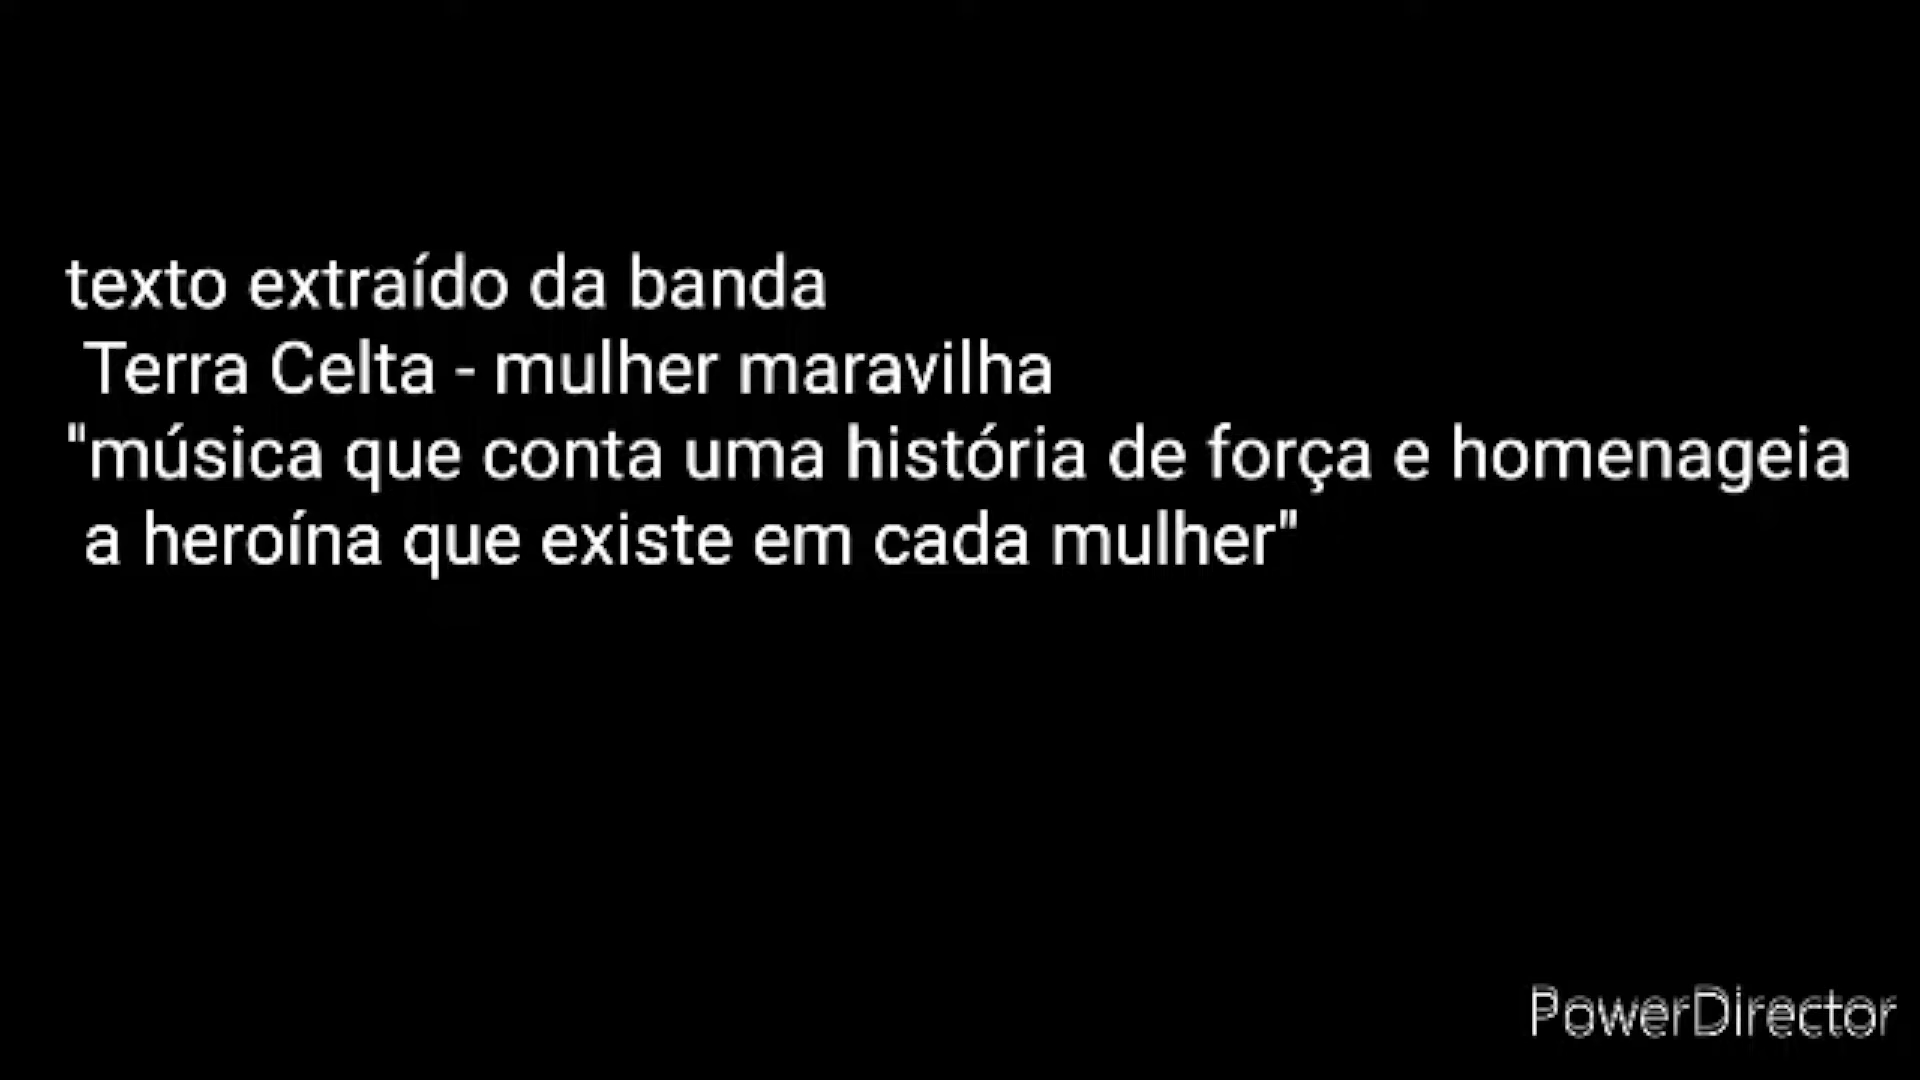 texto extraído da banda
Terra Celta - mulher maravilha
"música que conta uma história de força e homenageia
a heroína que existe em cada mulher"
PowerDirector